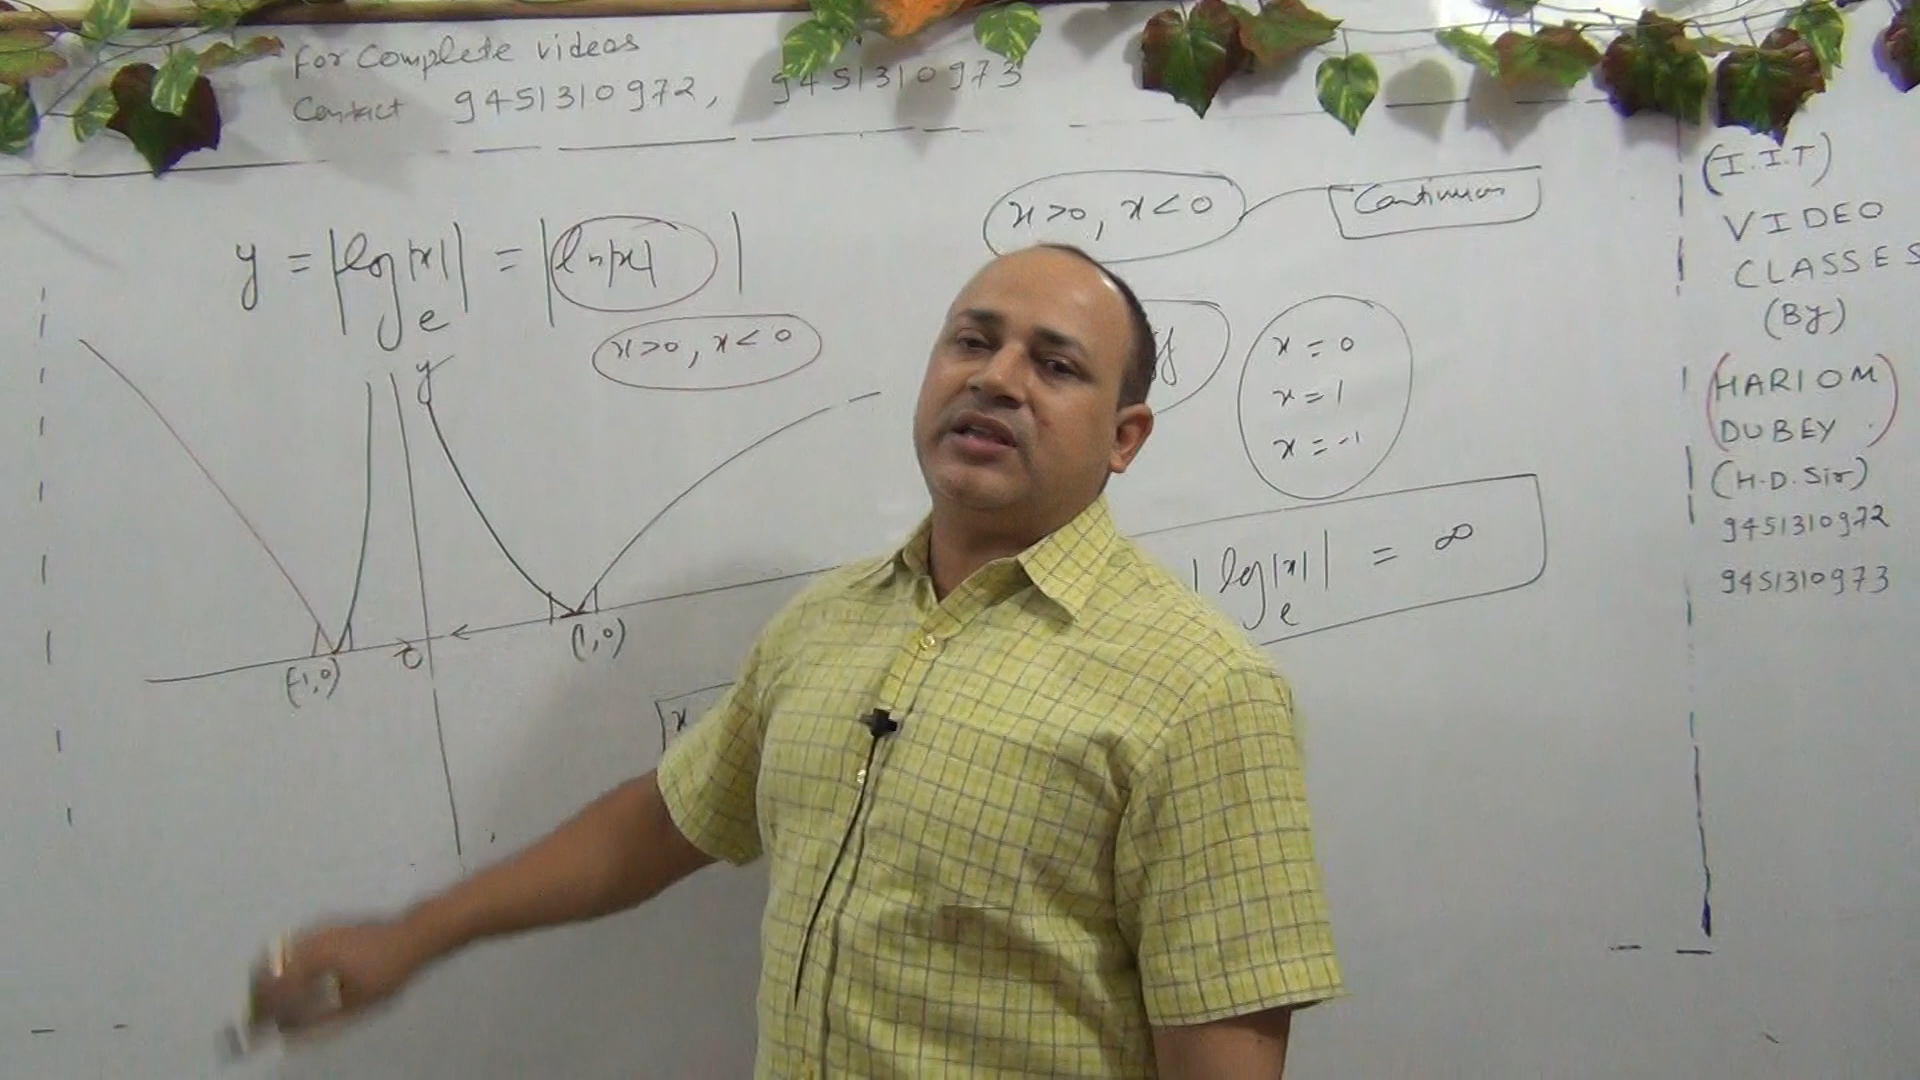 For Complete videos
Contact 9451310972, 9451310973
y = |log_e|x|| = |ln|x||
x>0, x<0
y
(-1,0)
O
(1,0)
x
x>0, x<0
Continuous
x = 0
x = 1
x = -1
|log_e|x|| = ∞
(I.I.T)
VIDEO
CLASSES
(By)
(HARIOM
DUBEY.)
(H.D. Sir)
9451310972
9451310973